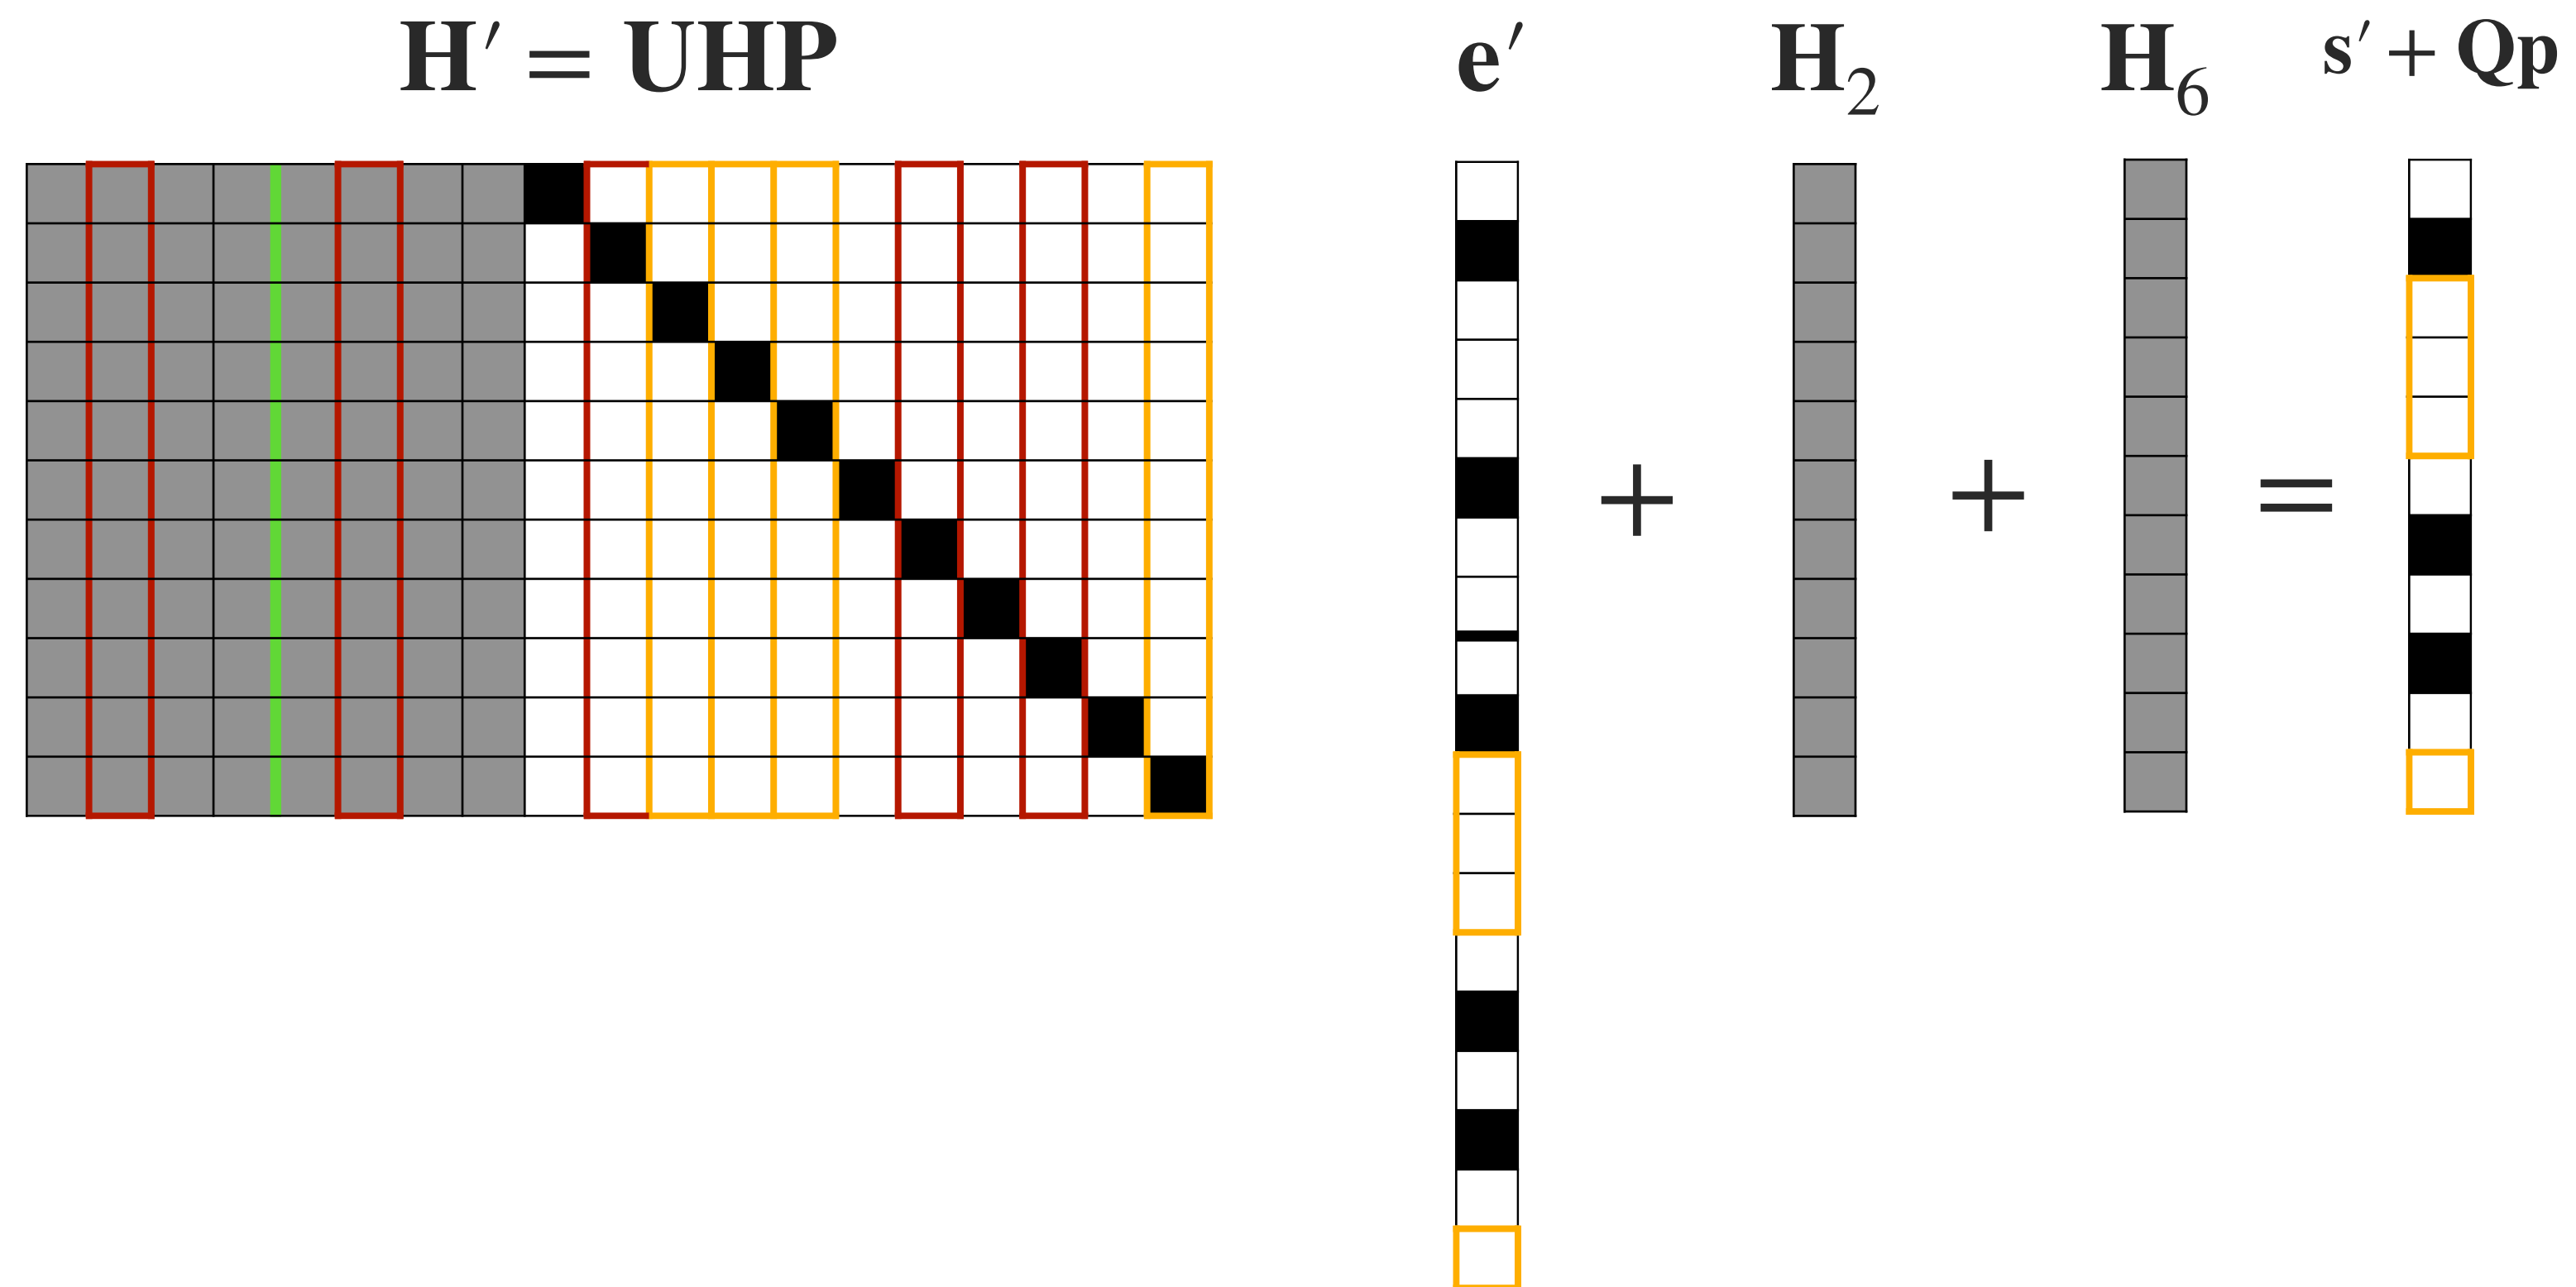 H′ = UHP e′ H₂ H₆ s′ + Qp
+ + =